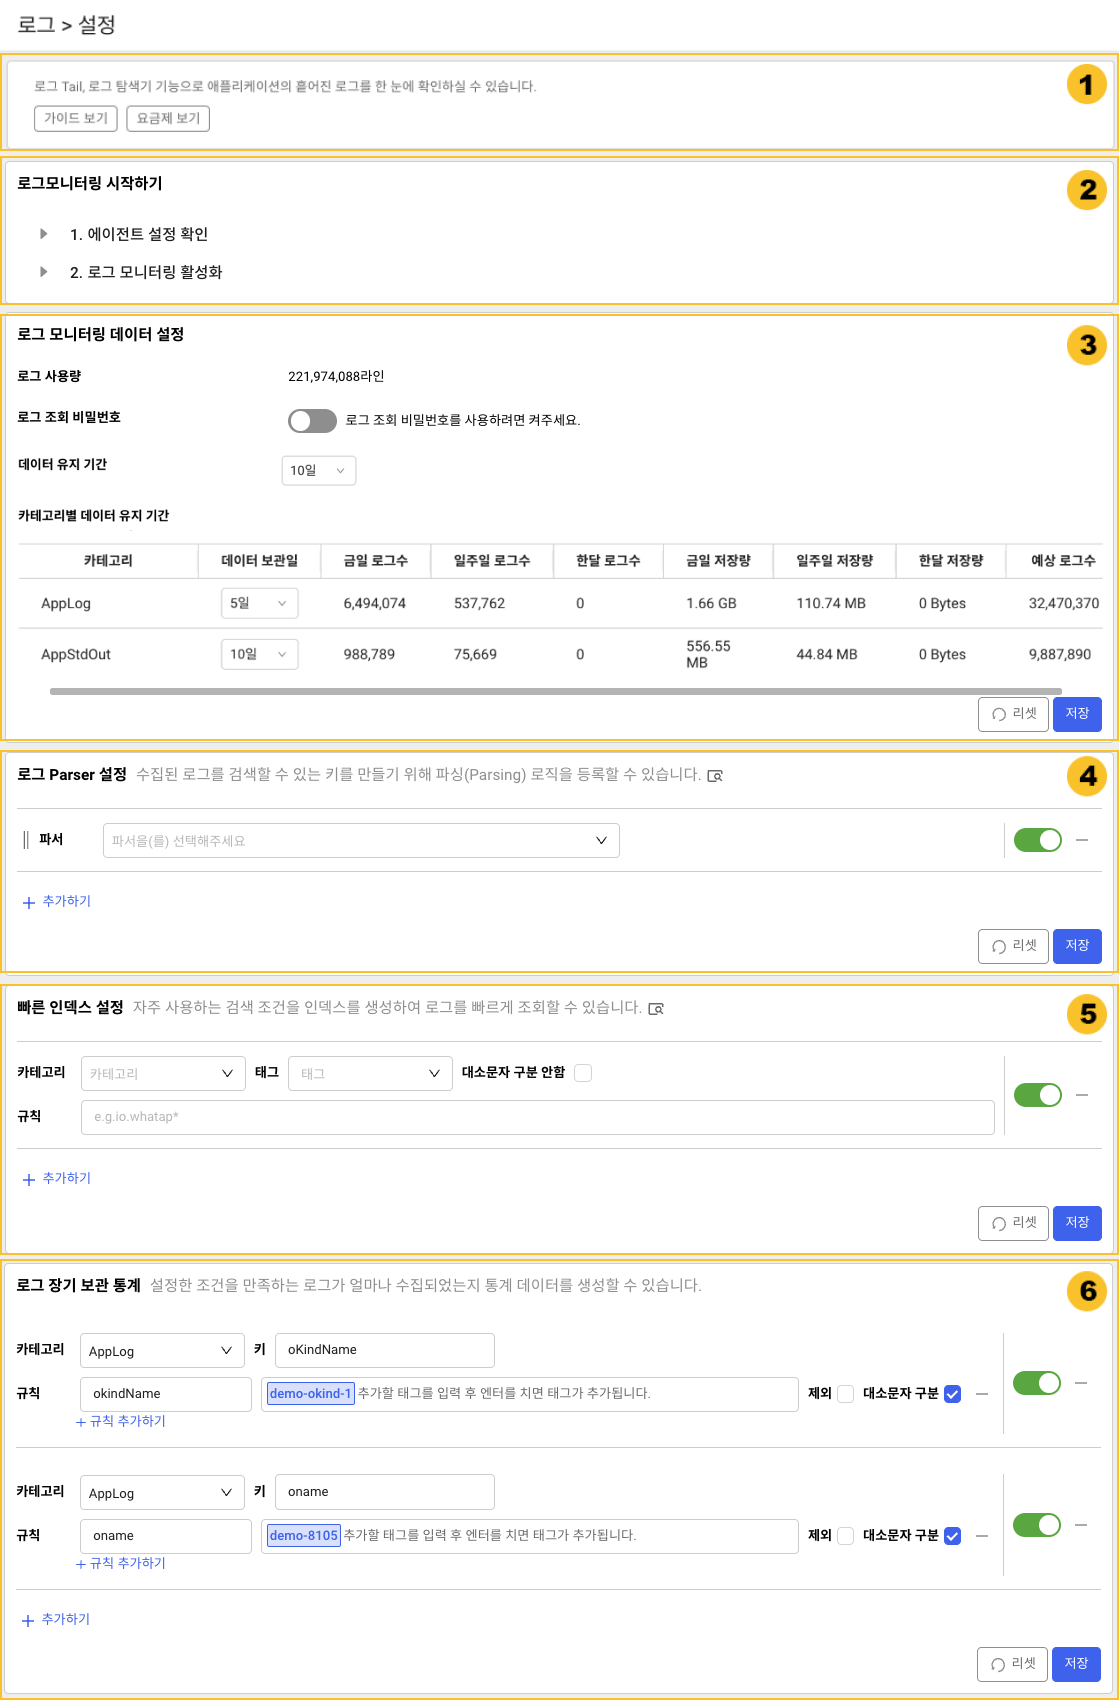 로그 > 설정
로그 Tail, 로그 탐색기 기능으로 애플리케이션의 흩어진 로그를 한 눈에 확인하실 수 있습니다.
1
가이드 보기 요금제 보기
로그모니터링 시작하기
2
1. 에이전트 설정 확인
2. 로그 모니터링 활성화
로그 모니터링 데이터 설정
3
로그 사용량 221,974,088라인
로그 조회 비밀번호 로그 조회 비밀번호를 사용하려면 켜주세요.
데이터 유지 기간 10일
카테고리별 데이터 유지 기간
카테고리 데이터 보관일 금일 로그수 일주일 로그수 한달 로그수 금일 저장량 일주일 저장량 한달 저장량 예상 로그수
AppLog 5일 6,494,074 537,762 0 1.66 GB 110.74 MB 0 Bytes 32,470,370
AppStdOut 10일 988,789 75,669 0 556.55 MB 44.84 MB 0 Bytes 9,887,890
리셋 저장
로그 Parser 설정 수집된 로그를 검색할 수 있는 키를 만들기 위해 파싱(Parsing) 로직을 등록할 수 있습니다.
4
파서 파서을(를) 선택해주세요
+ 추가하기
리셋 저장
빠른 인덱스 설정 자주 사용하는 검색 조건을 인덱스를 생성하여 로그를 빠르게 조회할 수 있습니다.
5
카테고리 카테고리 태그 태그 대소문자 구분 안함
규칙 e.g.io.whatap*
+ 추가하기
리셋 저장
로그 장기 보관 통계 설정한 조건을 만족하는 로그가 얼마나 수집되었는지 통계 데이터를 생성할 수 있습니다.
6
카테고리 AppLog 키 oKindName
규칙 okindName demo-okind-1 추가할 태그를 입력 후 엔터를 치면 태그가 추가됩니다. 제외 대소문자 구분
+ 규칙 추가하기
카테고리 AppLog 키 oname
규칙 oname demo-8105 추가할 태그를 입력 후 엔터를 치면 태그가 추가됩니다. 제외 대소문자 구분
+ 규칙 추가하기
+ 추가하기
리셋 저장